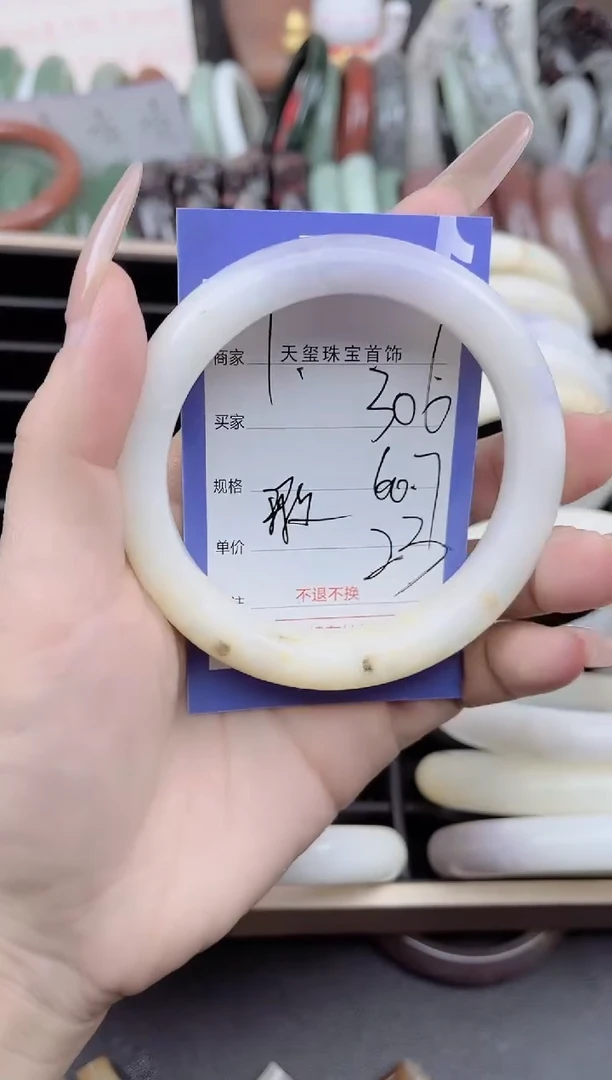 商家 天玺珠宝首饰
买家 306
规格 60.7
单价 23
不退不换